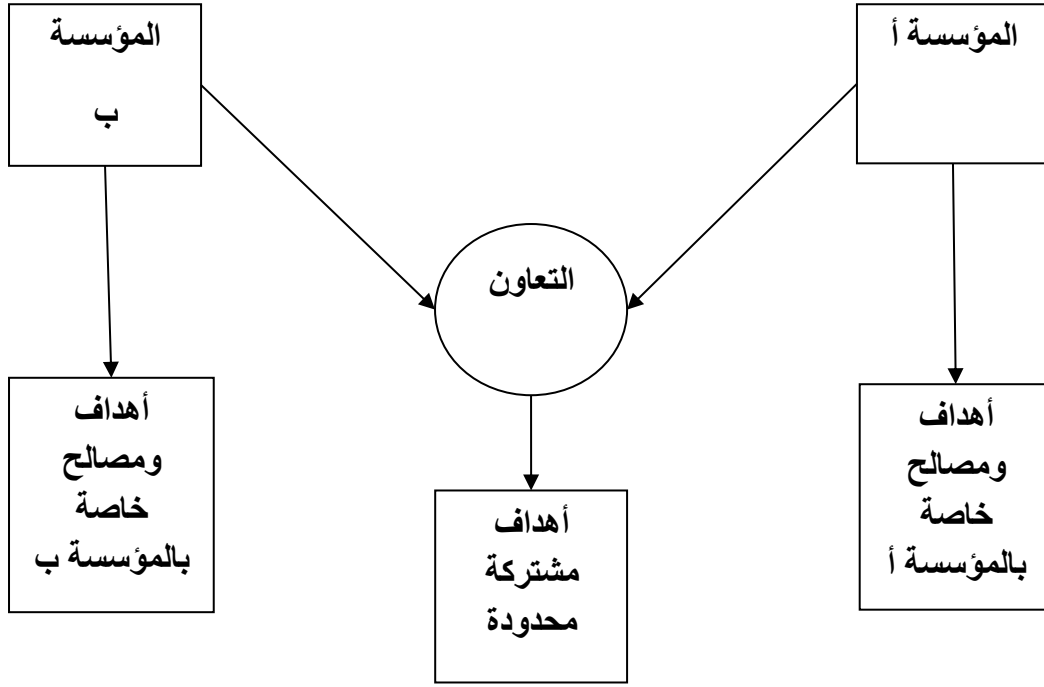 المؤسسة أ
المؤسسة
ب
التعاون
أهداف
ومصالح
خاصة
بالمؤسسة أ
أهداف
مشتركة
محدودة
أهداف
ومصالح
خاصة
بالمؤسسة ب